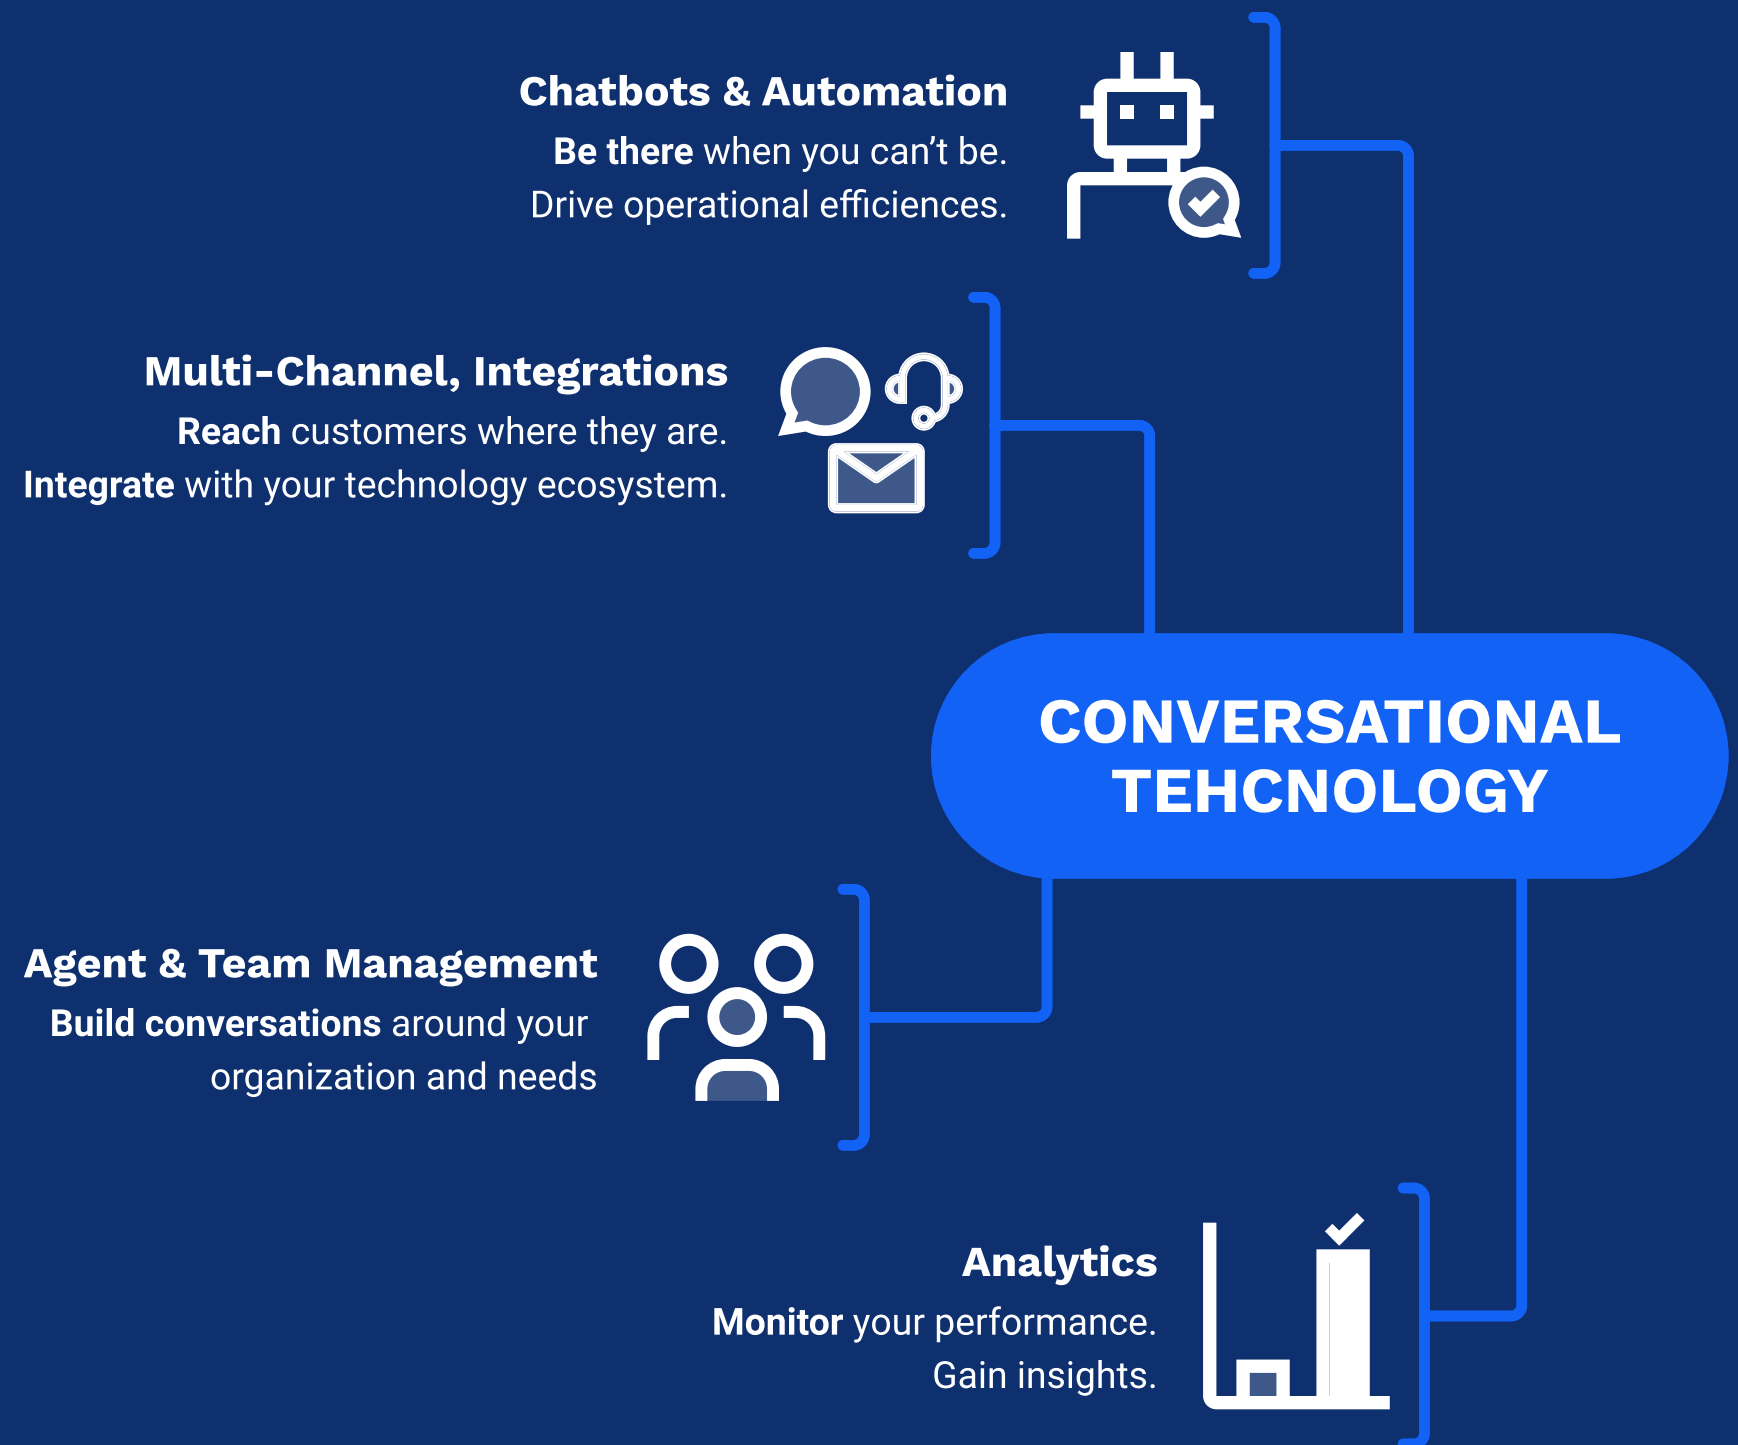 Chatbots & Automation
Be there when you can’t be.
Drive operational efficiences.
Multi-Channel, Integrations
Reach customers where they are.
Integrate with your technology ecosystem.
CONVERSATIONAL
TEHCNOLOGY
Agent & Team Management
Build conversations around your
organization and needs
Analytics
Monitor your performance.
Gain insights.